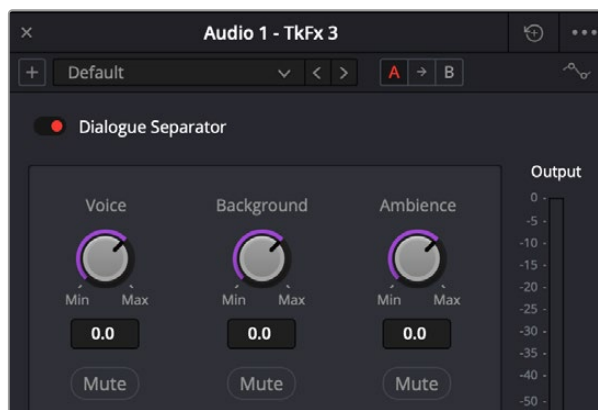 × Audio 1 - TkFx 3 •••
+ Default < > A → B
Dialogue Separator
Output
Voice Background Ambience
Min Max Min Max Min Max
0.0 0.0 0.0
Mute Mute Mute
0 -
-5 -
-10 -
-15 -
-20 -
-25 -
-30 -
-35 -
-40 -
-50 -